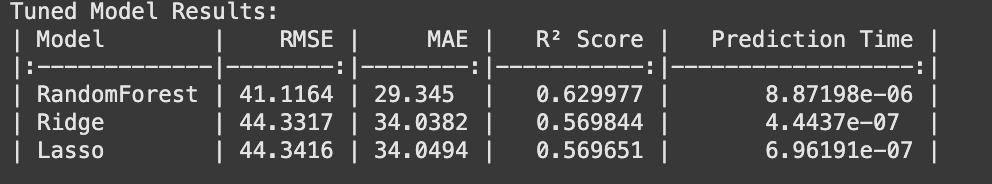 Tuned Model Results:
| Model        |    RMSE |     MAE |   R² Score |   Prediction Time |
|:-------------|--------:|--------:|-----------:|------------------:|
| RandomForest | 41.1164 | 29.345  |   0.629977 |       8.87198e-06 |
| Ridge        | 44.3317 | 34.0382 |   0.569844 |       4.4437e-07  |
| Lasso        | 44.3416 | 34.0494 |   0.569651 |       6.96191e-07 |